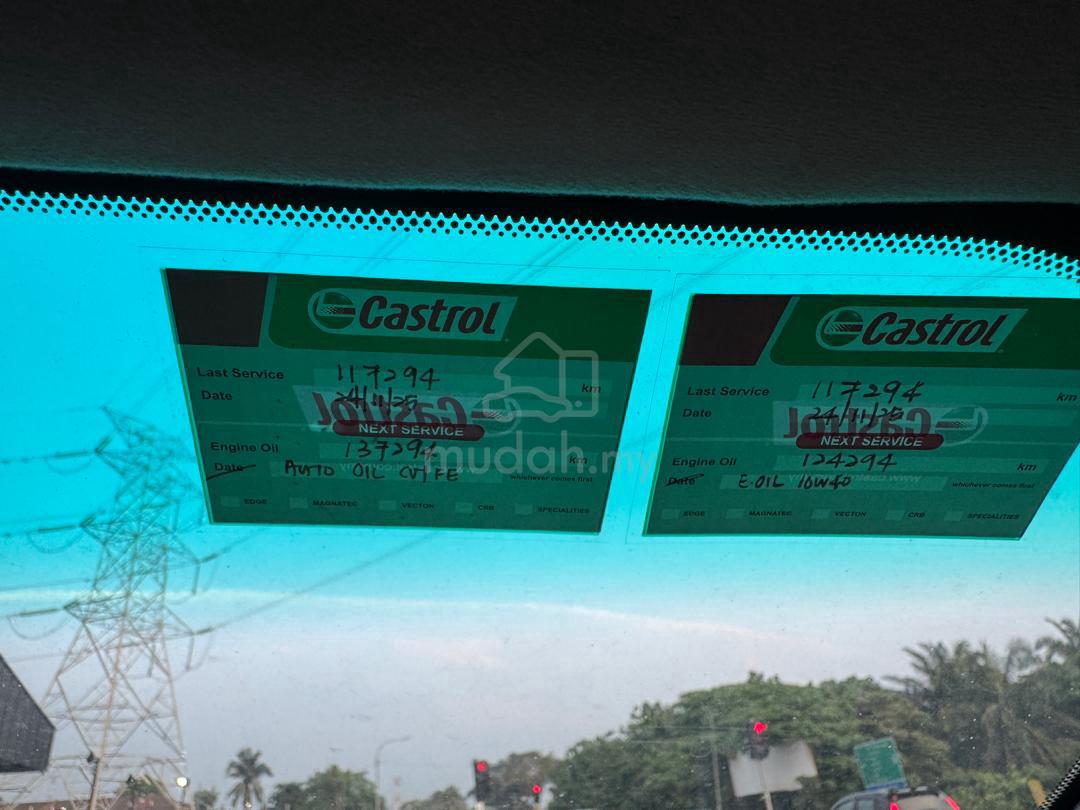 Castrol
Last Service 117294 km
Date 24/11/25
NEXT SERVICE
Engine Oil 137294 km
Date AUTO OIL CVTFE whichever comes first
EDGE MAGNATEC VECTON CRB SPECIALITIES
Castrol
Last Service 117294 km
Date 24/11/25
NEXT SERVICE
Engine Oil 124294 km
Date E.OIL 10W40 whichever comes first
EDGE MAGNATEC VECTON CRB SPECIALITIES
mudah.my